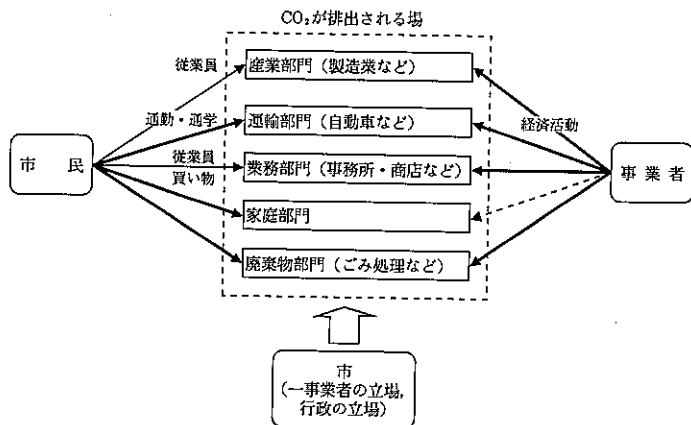 CO₂が排出される場
従業員
産業部門(製造業など)
通勤・通学
運輸部門(自動車など)
経済活動
市 民
従業員
買い物
業務部門(事務所・商店など)
事 業 者
家庭部門
廃棄物部門(ごみ処理など)
市
(一事業者の立場,
行政の立場)